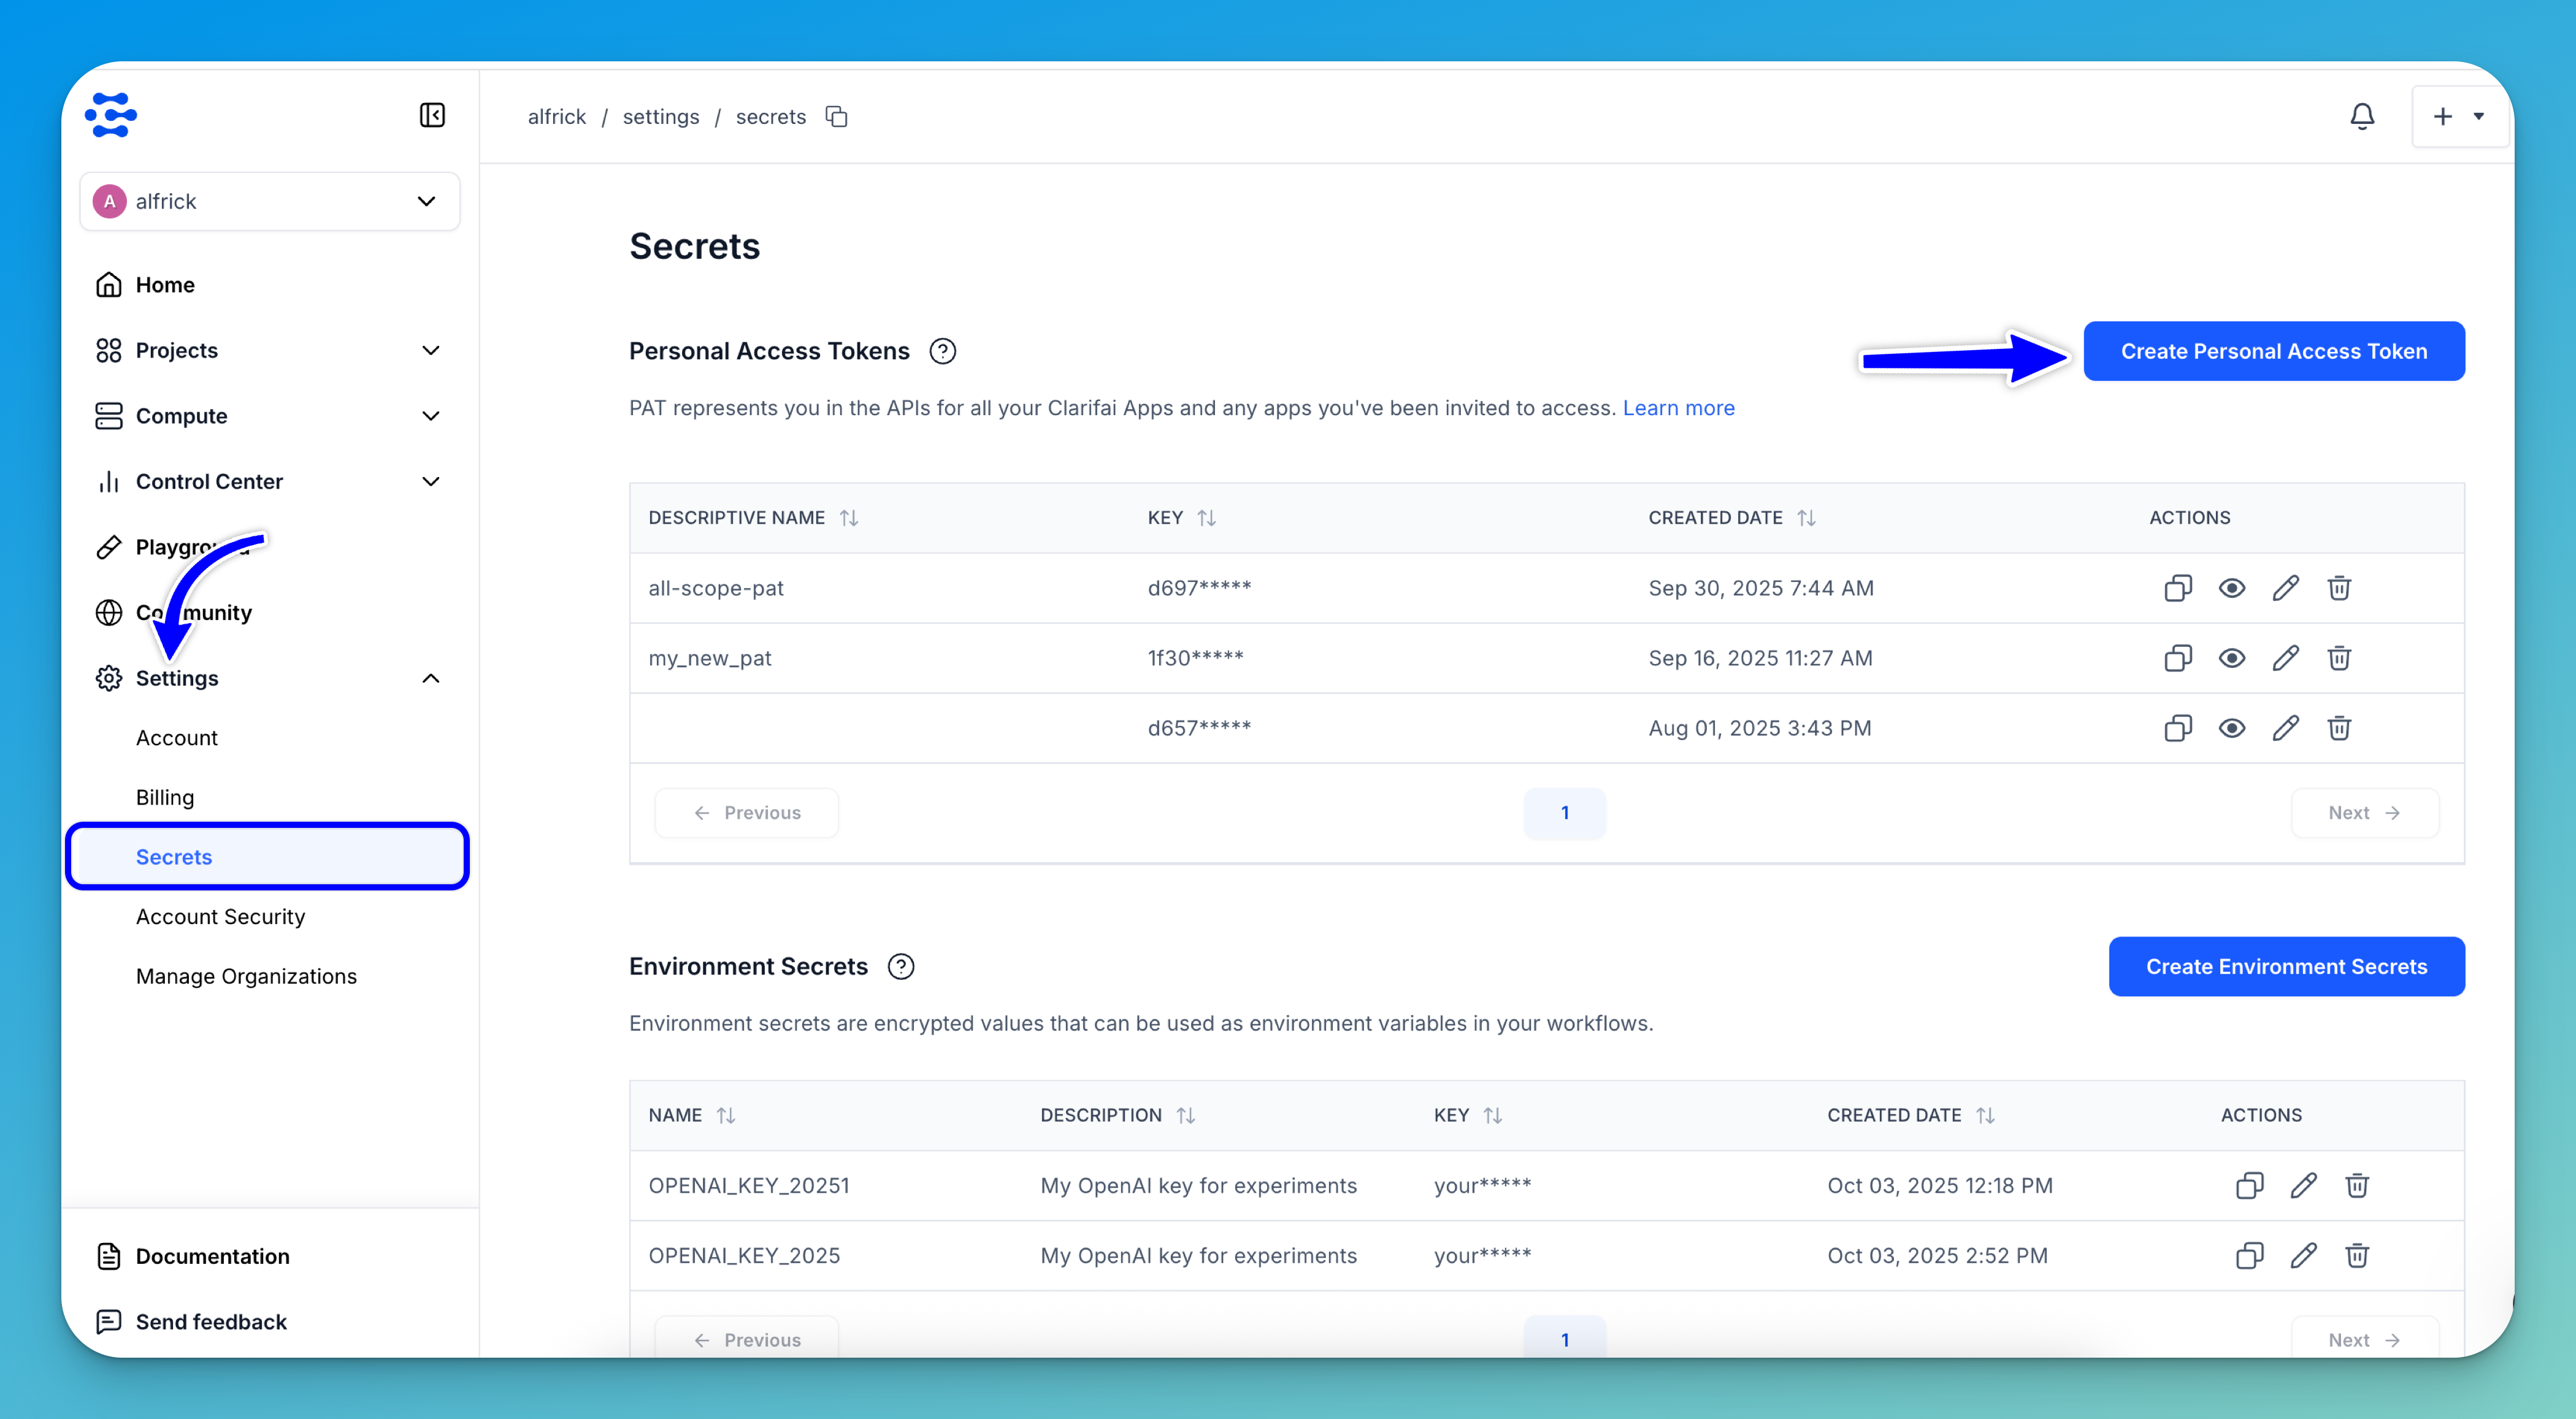 alfrick / settings / secrets
A alfrick
Home
Projects
Compute
Control Center
Community
Settings
Account
Billing
Secrets
Account Security
Manage Organizations
Documentation
Send feedback
Secrets
Personal Access Tokens
Create Personal Access Token
PAT represents you in the APIs for all your Clarifai Apps and any apps you've been invited to access. Learn more
DESCRIPTIVE NAME KEY CREATED DATE ACTIONS
all-scope-pat d697***** Sep 30, 2025 7:44 AM
my_new_pat 1f30***** Sep 16, 2025 11:27 AM
d657***** Aug 01, 2025 3:43 PM
Previous 1 Next
Environment Secrets
Create Environment Secrets
Environment secrets are encrypted values that can be used as environment variables in your workflows.
NAME DESCRIPTION KEY CREATED DATE ACTIONS
OPENAI_KEY_20251 My OpenAI key for experiments your***** Oct 03, 2025 12:18 PM
OPENAI_KEY_2025 My OpenAI key for experiments your***** Oct 03, 2025 2:52 PM
Previous 1 Next